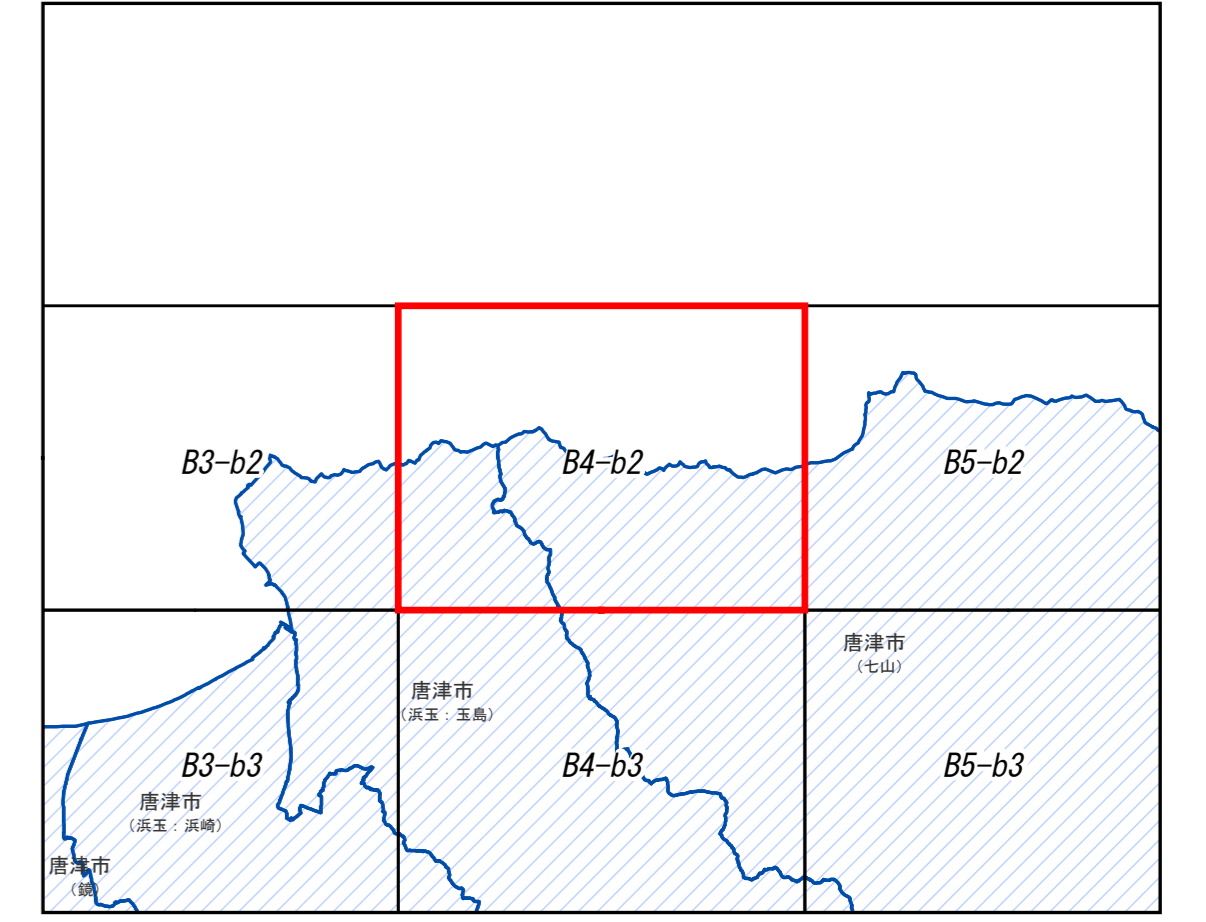 B3-b2
B4-b2
B5-b2
唐津市
(七山)
唐津市
(浜玉:玉島)
B3-b3
B4-b3
B5-b3
唐津市
(浜玉:浜崎)
唐津市
(鏡)